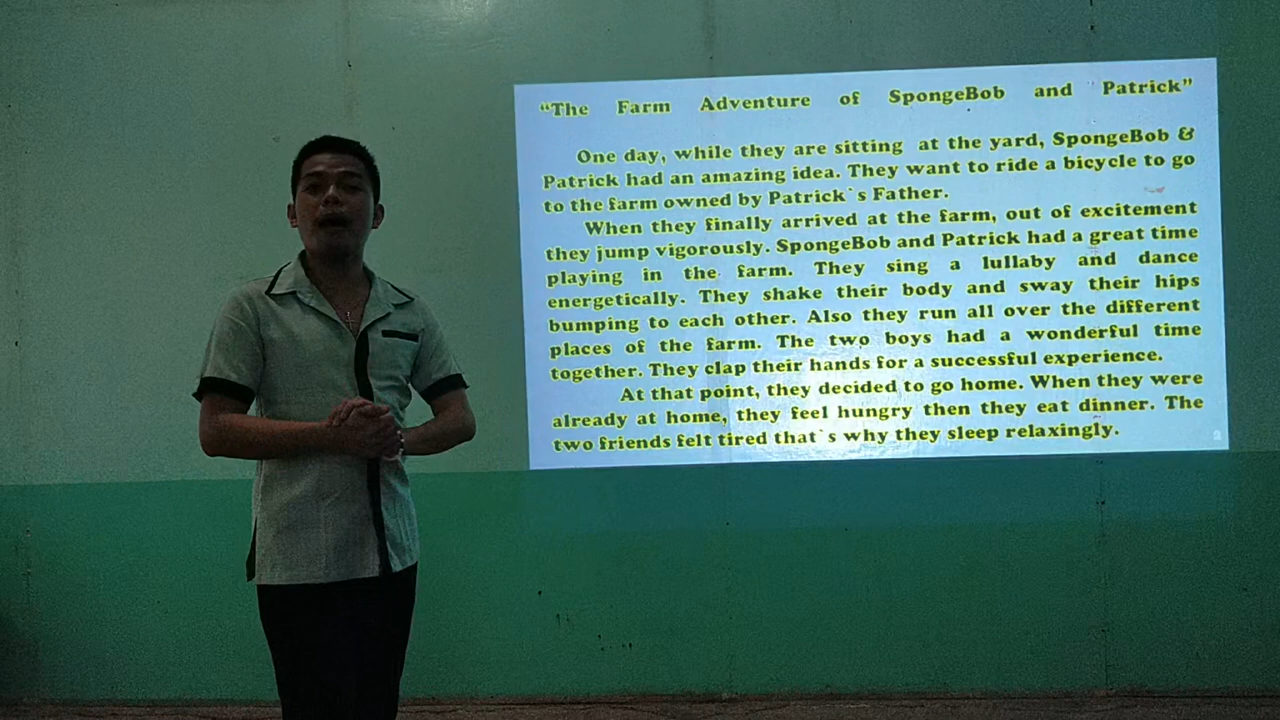 “The Farm Adventure of SpongeBob and Patrick”
One day, while they are sitting at the yard, SpongeBob &
Patrick had an amazing idea. They want to ride a bicycle to go
to the farm owned by Patrick`s Father.
When they finally arrived at the farm, out of excitement
they jump vigorously. SpongeBob and Patrick had a great time
playing in the farm. They sing a lullaby and dance
energetically. They shake their body and sway their hips
bumping to each other. Also they run all over the different
places of the farm. The two boys had a wonderful time
together. They clap their hands for a successful experience.
At that point, they decided to go home. When they were
already at home, they feel hungry then they eat dinner. The
two friends felt tired that`s why they sleep relaxingly.
2